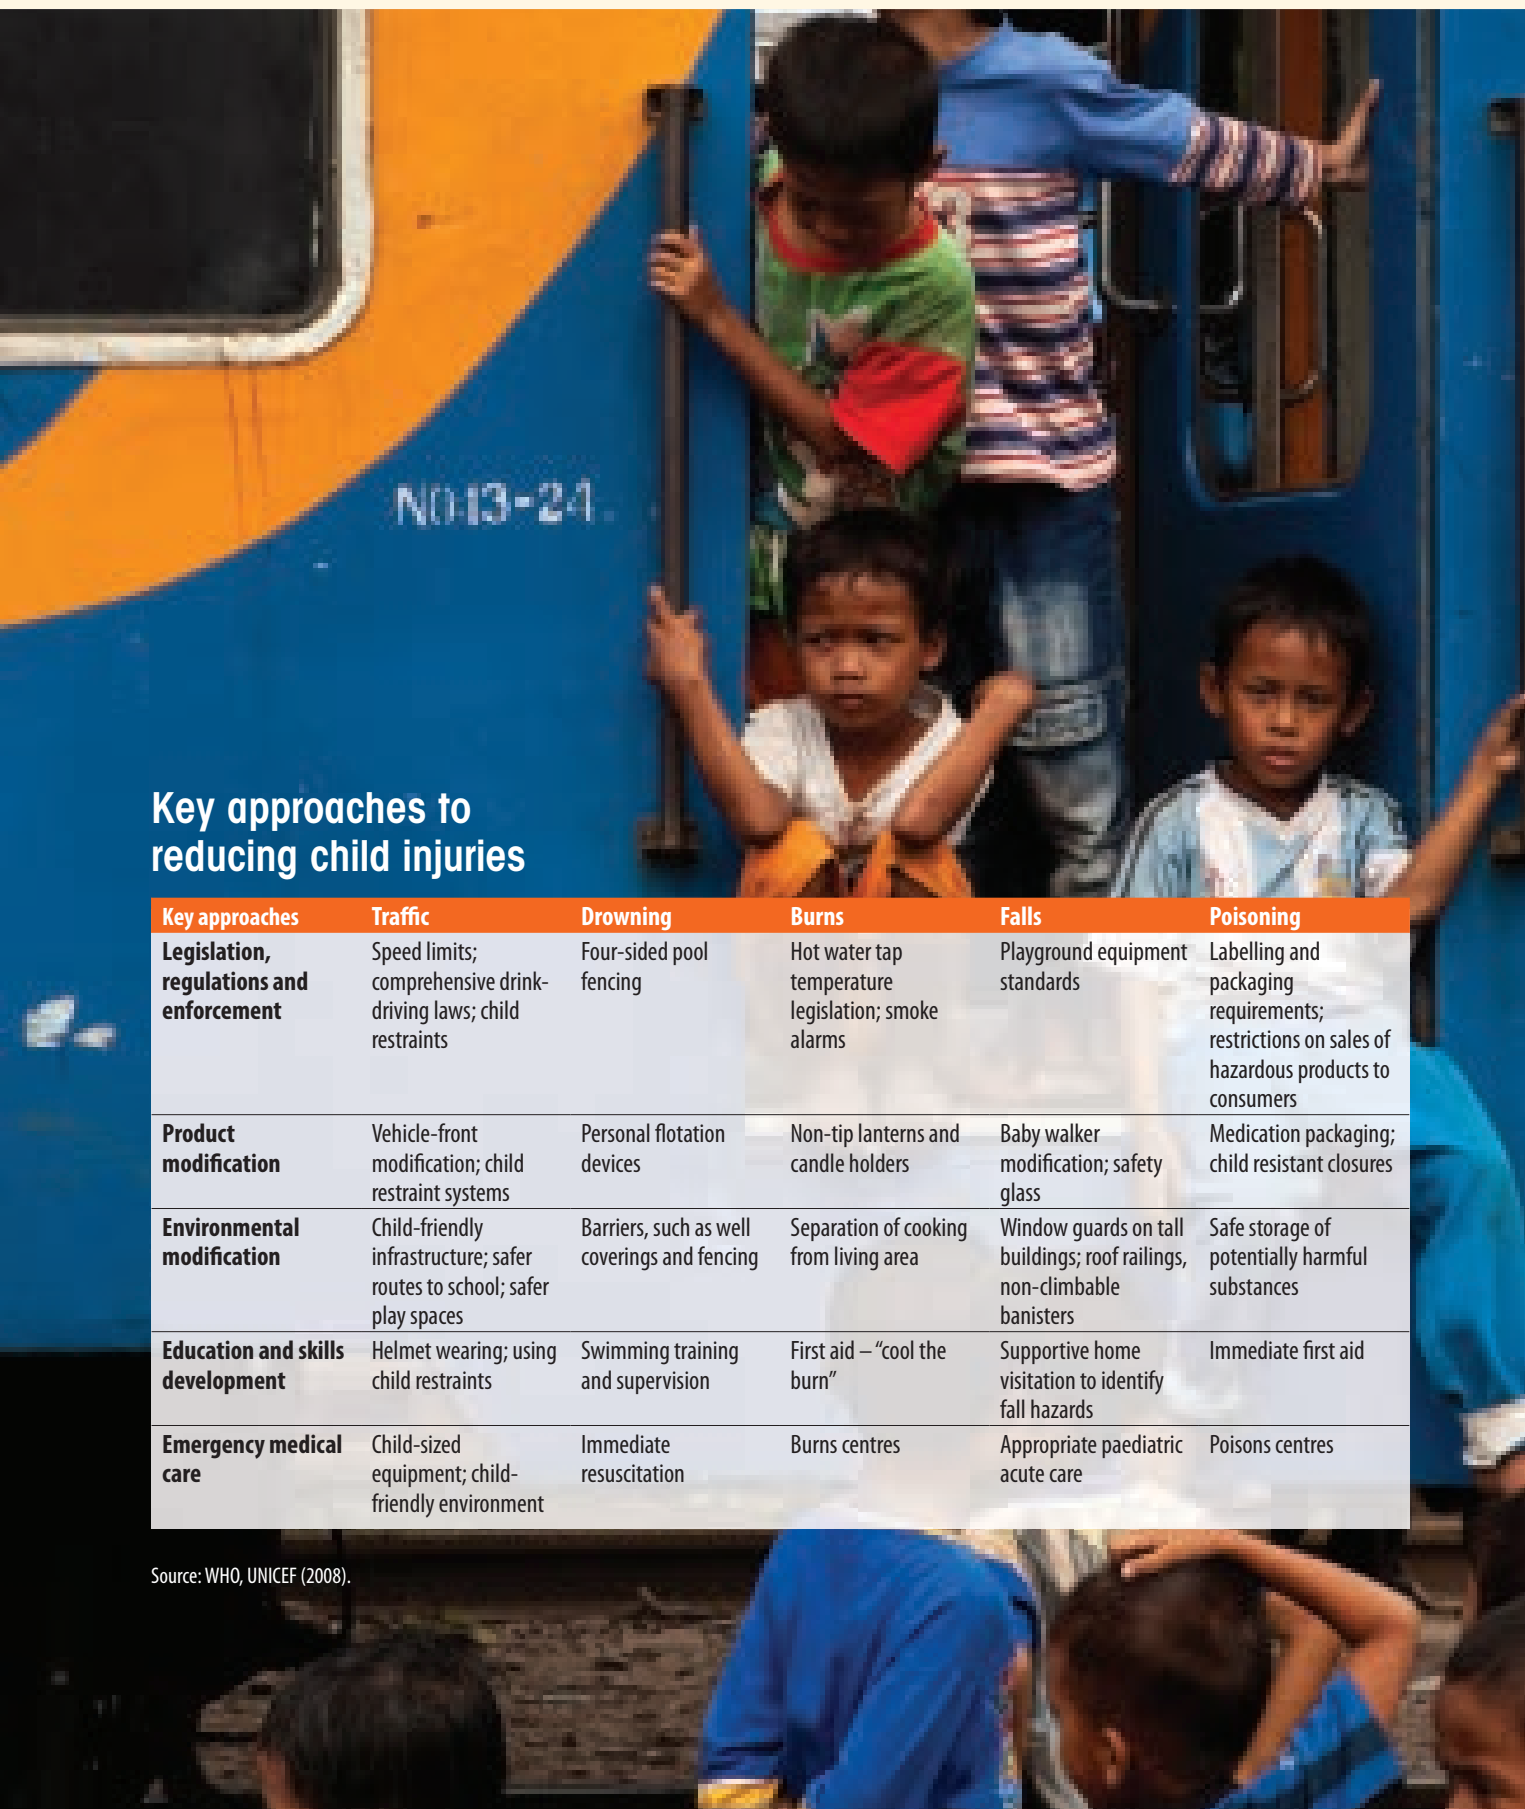 NO.13-24
Key approaches to
reducing child injuries
Key approaches Traffic Drowning Burns Falls Poisoning
Legislation,
regulations and
enforcement
Speed limits;
comprehensive drink-
driving laws; child
restraints
Four-sided pool
fencing
Hot water tap
temperature
legislation; smoke
alarms
Playground equipment
standards
Labelling and
packaging
requirements;
restrictions on sales of
hazardous products to
consumers
Product
modification
Vehicle-front
modification; child
restraint systems
Personal flotation
devices
Non-tip lanterns and
candle holders
Baby walker
modification; safety
glass
Medication packaging;
child resistant closures
Environmental
modification
Child-friendly
infrastructure; safer
routes to school; safer
play spaces
Barriers, such as well
coverings and fencing
Separation of cooking
from living area
Window guards on tall
buildings; roof railings,
non-climbable
banisters
Safe storage of
potentially harmful
substances
Education and skills
development
Helmet wearing; using
child restraints
Swimming training
and supervision
First aid – “cool the
burn”
Supportive home
visitation to identify
fall hazards
Immediate first aid
Emergency medical
care
Child-sized
equipment; child-
friendly environment
Immediate
resuscitation
Burns centres
Appropriate paediatric
acute care
Poisons centres
Source: WHO, UNICEF (2008).